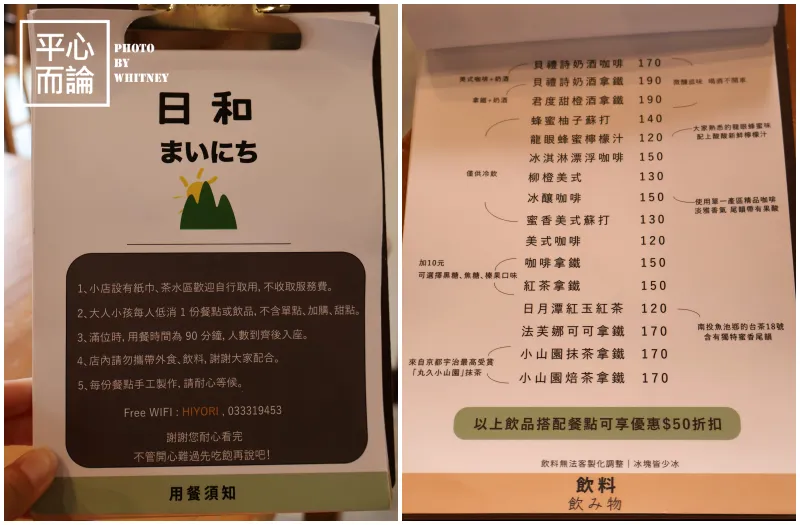 平心
而論
PHOTO
BY
WHITNEY
日和
まいにち
1、小店設有紙巾、茶水區歡迎自行取用,不收取服務費。
2、大人小孩每人低消 1 份餐點或飲品,不含單點、加購、甜點。
3、滿位時,用餐時間為 90 分鐘,人數到齊後入座。
4、店內請勿攜帶外食、飲料,謝謝大家配合。
5、每份餐點手工製作,請耐心等候。
Free WIFI : HIYORI , 033319453
謝謝您耐心看完
不管開心難過先吃飽再說吧!
用餐須知
貝禮詩奶酒咖啡 170
美式咖啡+奶酒
貝禮詩奶酒拿鐵 190
微醺滋味 喝酒不開車
拿鐵+奶酒
君度甜橙酒拿鐵 190
蜂蜜柚子蘇打 140
龍眼蜂蜜檸檬汁 120
大家熟悉的龍眼蜂蜜味
配上酸酸新鮮檸檬汁
冰淇淋漂浮咖啡 150
僅供冷飲
柳橙美式 130
冰釀咖啡 150
使用單一產區精品咖啡
淡雅香氣 尾韻帶有果酸
蜜香美式蘇打 130
美式咖啡 120
加10元
可選擇黑糖、焦糖、榛果口味
咖啡拿鐵 150
紅茶拿鐵 150
日月潭紅玉紅茶 120
南投魚池鄉的台茶18號
含有獨特蜜香尾韻
法芙娜可可拿鐵 170
小山園抹茶拿鐵 170
來自京都宇治最高受賞
「丸久小山園」抹茶
小山園焙茶拿鐵 170
以上飲品搭配餐點可享優惠$50折扣
飲料無法客製化調整｜冰塊皆少冰
飲料
飲み物